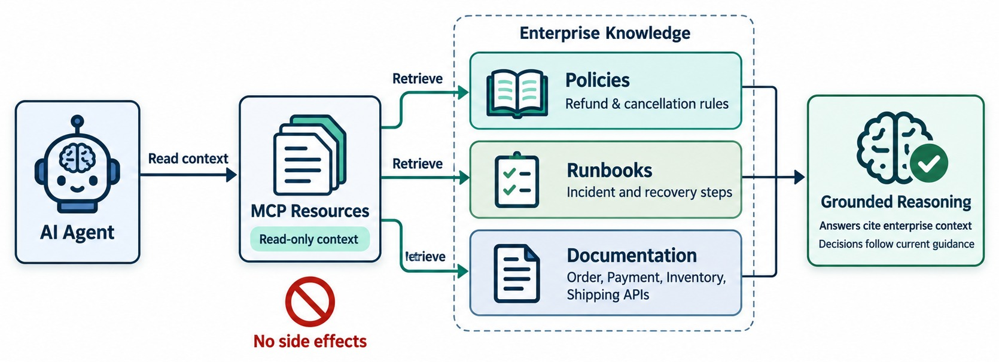 Enterprise Knowledge
Retrieve
Policies
Refund & cancellation rules
Read context
AI Agent
MCP Resources
Read-only context
No side effects
Retrieve
Runbooks
Incident and recovery steps
Documentation
Order, Payment, Inventory,
Shipping APIs
Grounded Reasoning
Answers cite enterprise context
Decisions follow current guidance